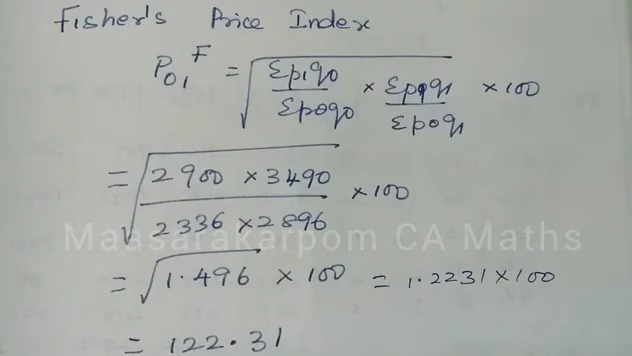 Fisher's Price Index
P₀₁ᶠ = √(Σp₁q₀/Σp₀q₀ × Σp₁q₁/Σp₀q₁) × 100
= √(2900 × 3490/2336 × 2896) × 100
Maasarakarpom CA Maths
= √1.496 × 100 = 1.2231 × 100
= 122.31